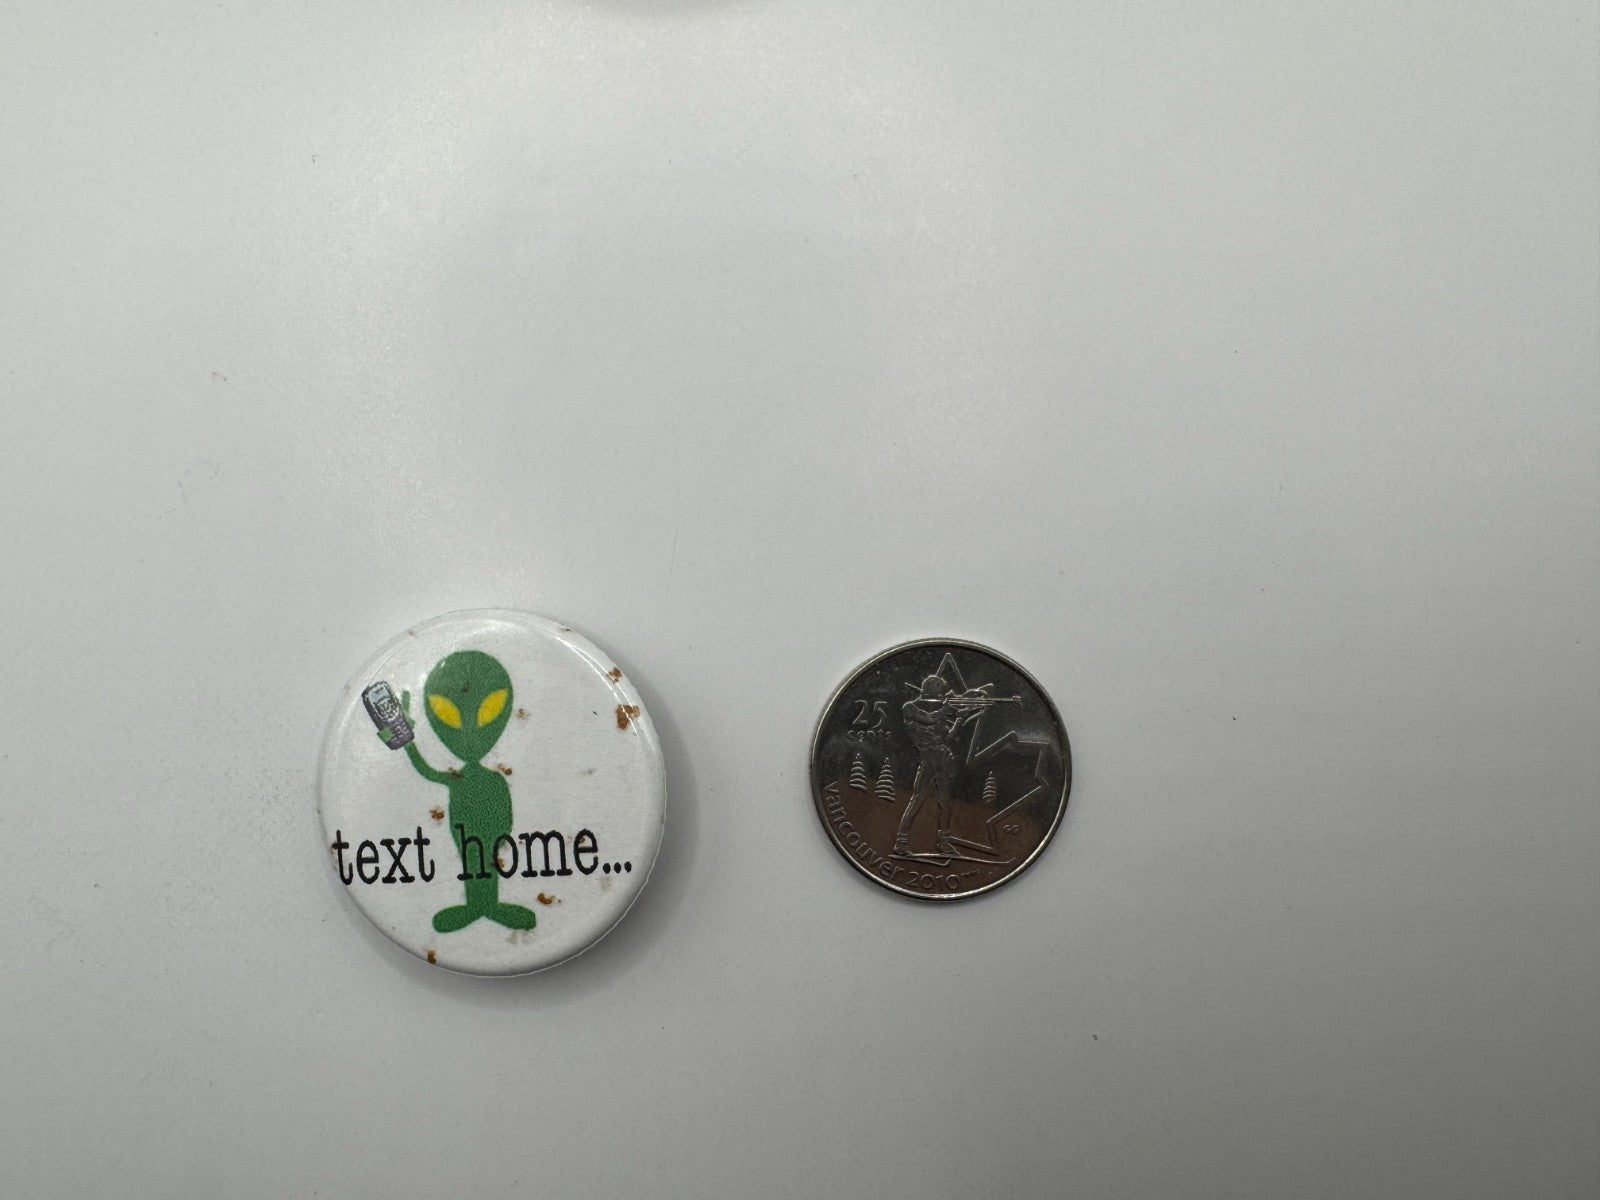 text home...
25
cents
vancouver 2010